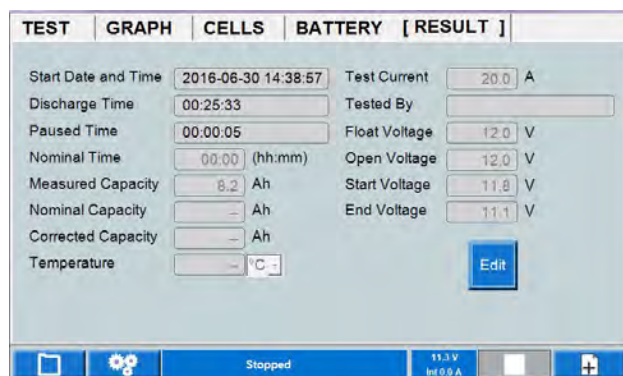 TEST GRAPH CELLS BATTERY [ RESULT ]
Start Date and Time 2016-06-30 14:38:57 Test Current 20.0 A
Discharge Time 00:25:33 Tested By
Paused Time 00:00:05 Float Voltage 12.0 V
Nominal Time 00:00 (hh:mm) Open Voltage 12.0 V
Measured Capacity 8.2 Ah Start Voltage 11.8 V
Nominal Capacity – Ah End Voltage 11.1 V
Corrected Capacity – Ah
Temperature – °C Edit
Stopped 11.3 V
Int 0.0 A